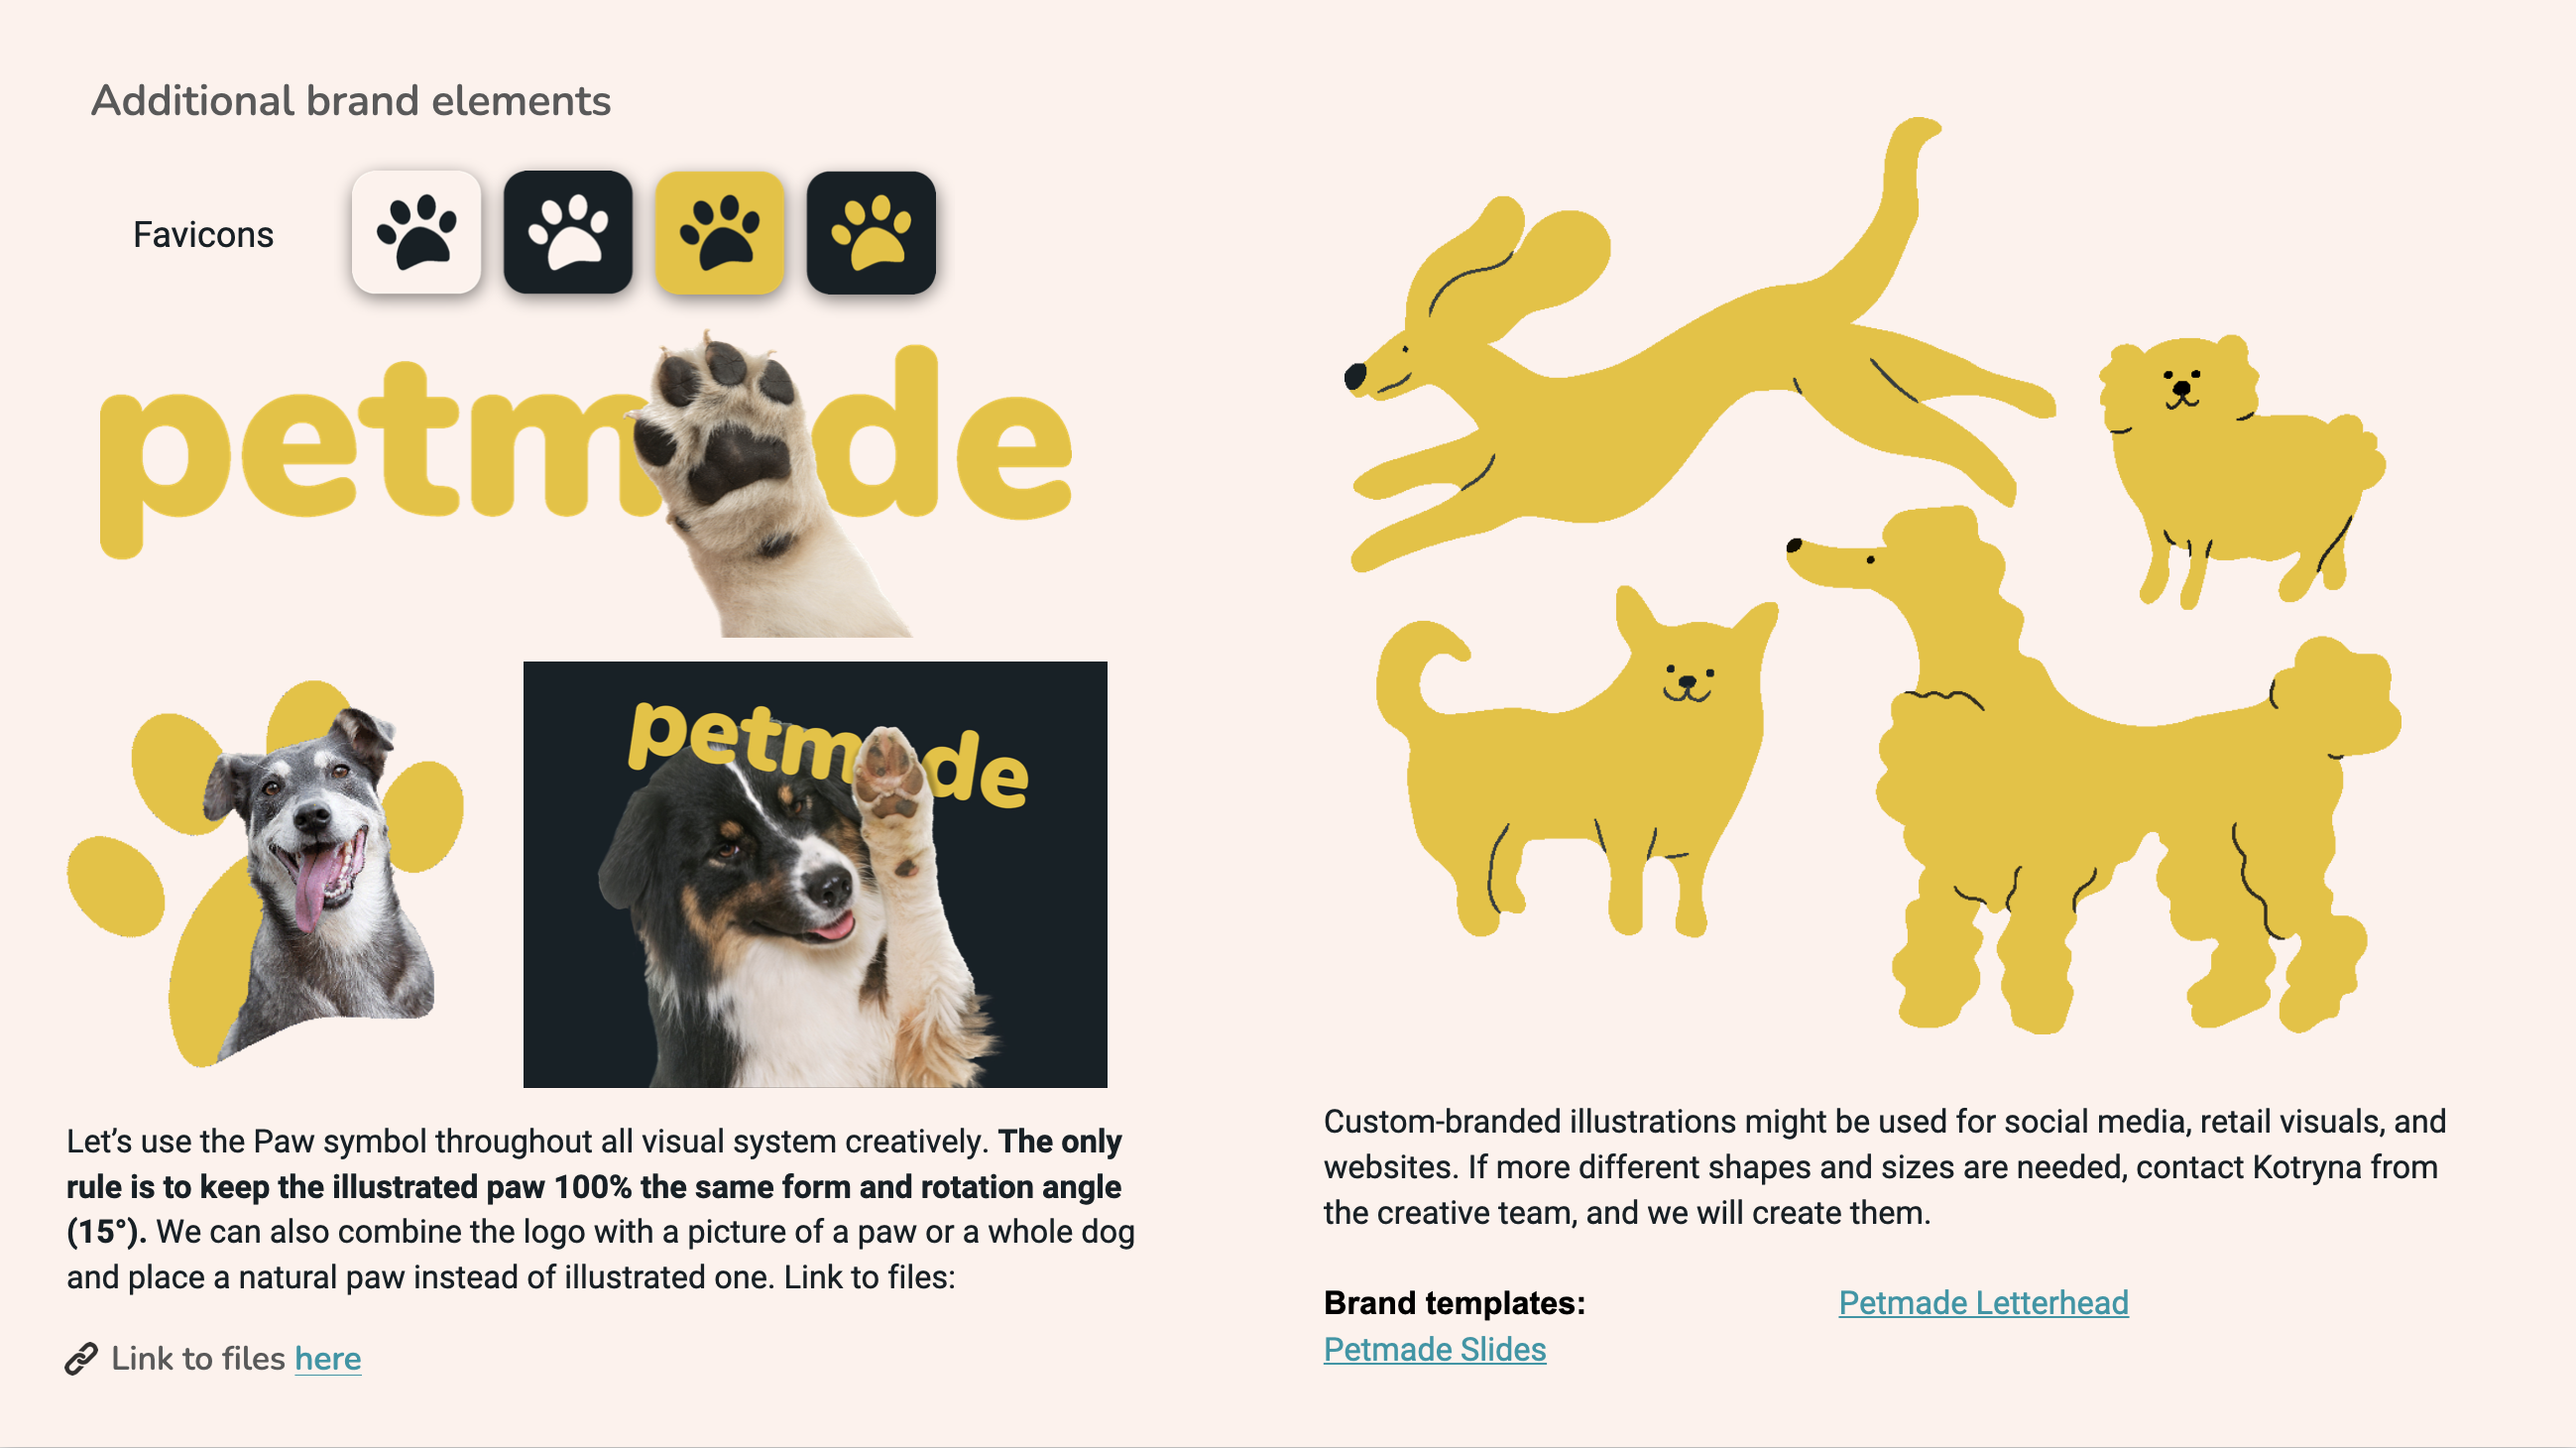 Additional brand elements
Favicons
petm de
petm de
Let’s use the Paw symbol throughout all visual system creatively. The only
rule is to keep the illustrated paw 100% the same form and rotation angle
(15°). We can also combine the logo with a picture of a paw or a whole dog
and place a natural paw instead of illustrated one. Link to files:
Link to files here
Custom-branded illustrations might be used for social media, retail visuals, and
websites. If more different shapes and sizes are needed, contact Kotryna from
the creative team, and we will create them.
Brand templates: Petmade Letterhead
Petmade Slides